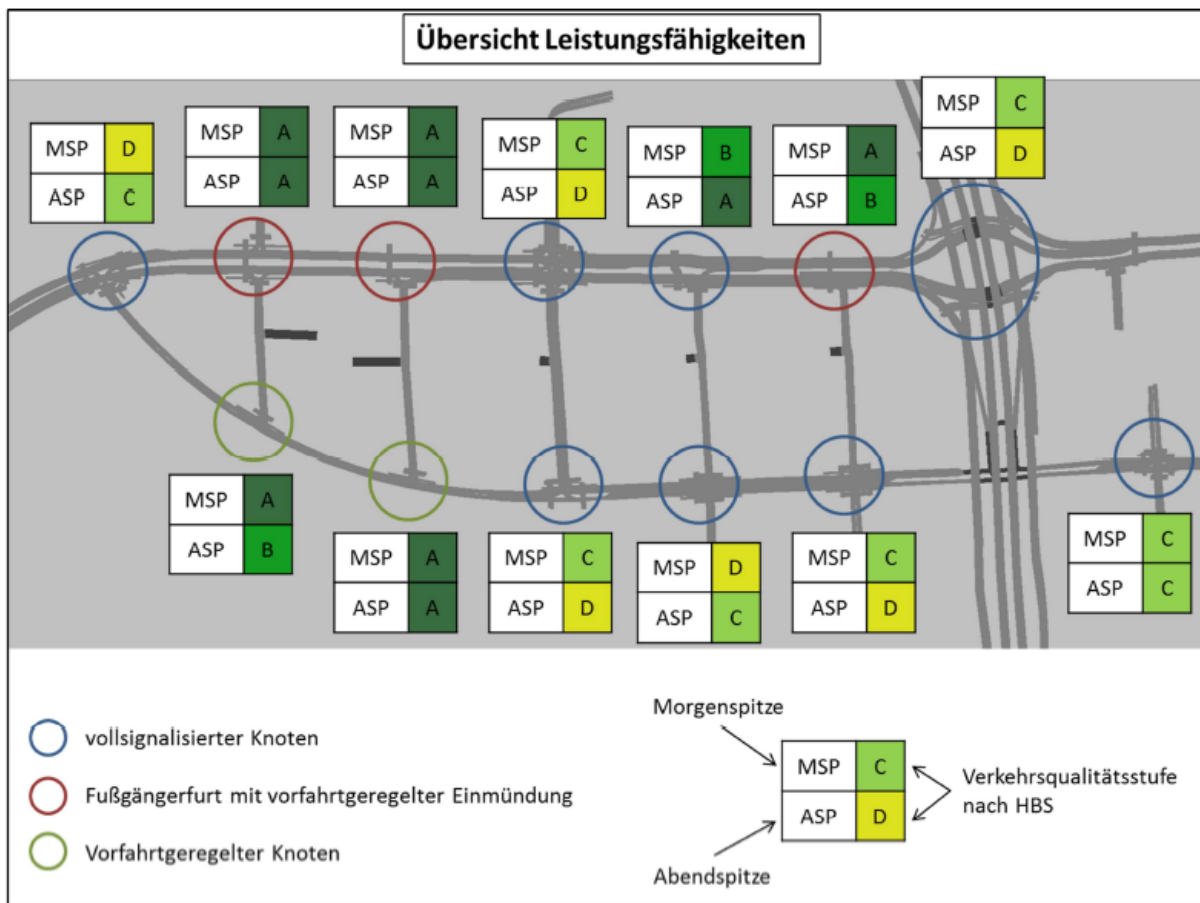 Übersicht Leistungsfähigkeiten
MSP D
ASP C
MSP A
ASP A
MSP A
ASP A
MSP C
ASP D
MSP B
ASP A
MSP A
ASP B
MSP C
ASP D
MSP A
ASP B
MSP A
ASP A
MSP C
ASP D
MSP D
ASP C
MSP C
ASP D
MSP C
ASP C
vollsignalisierter Knoten
Fußgängerfurt mit vorfahrtgeregelter Einmündung
Vorfahrtgeregelter Knoten
Morgenspitze
MSP C
ASP D
Verkehrsqualitätsstufe
nach HBS
Abendspitze